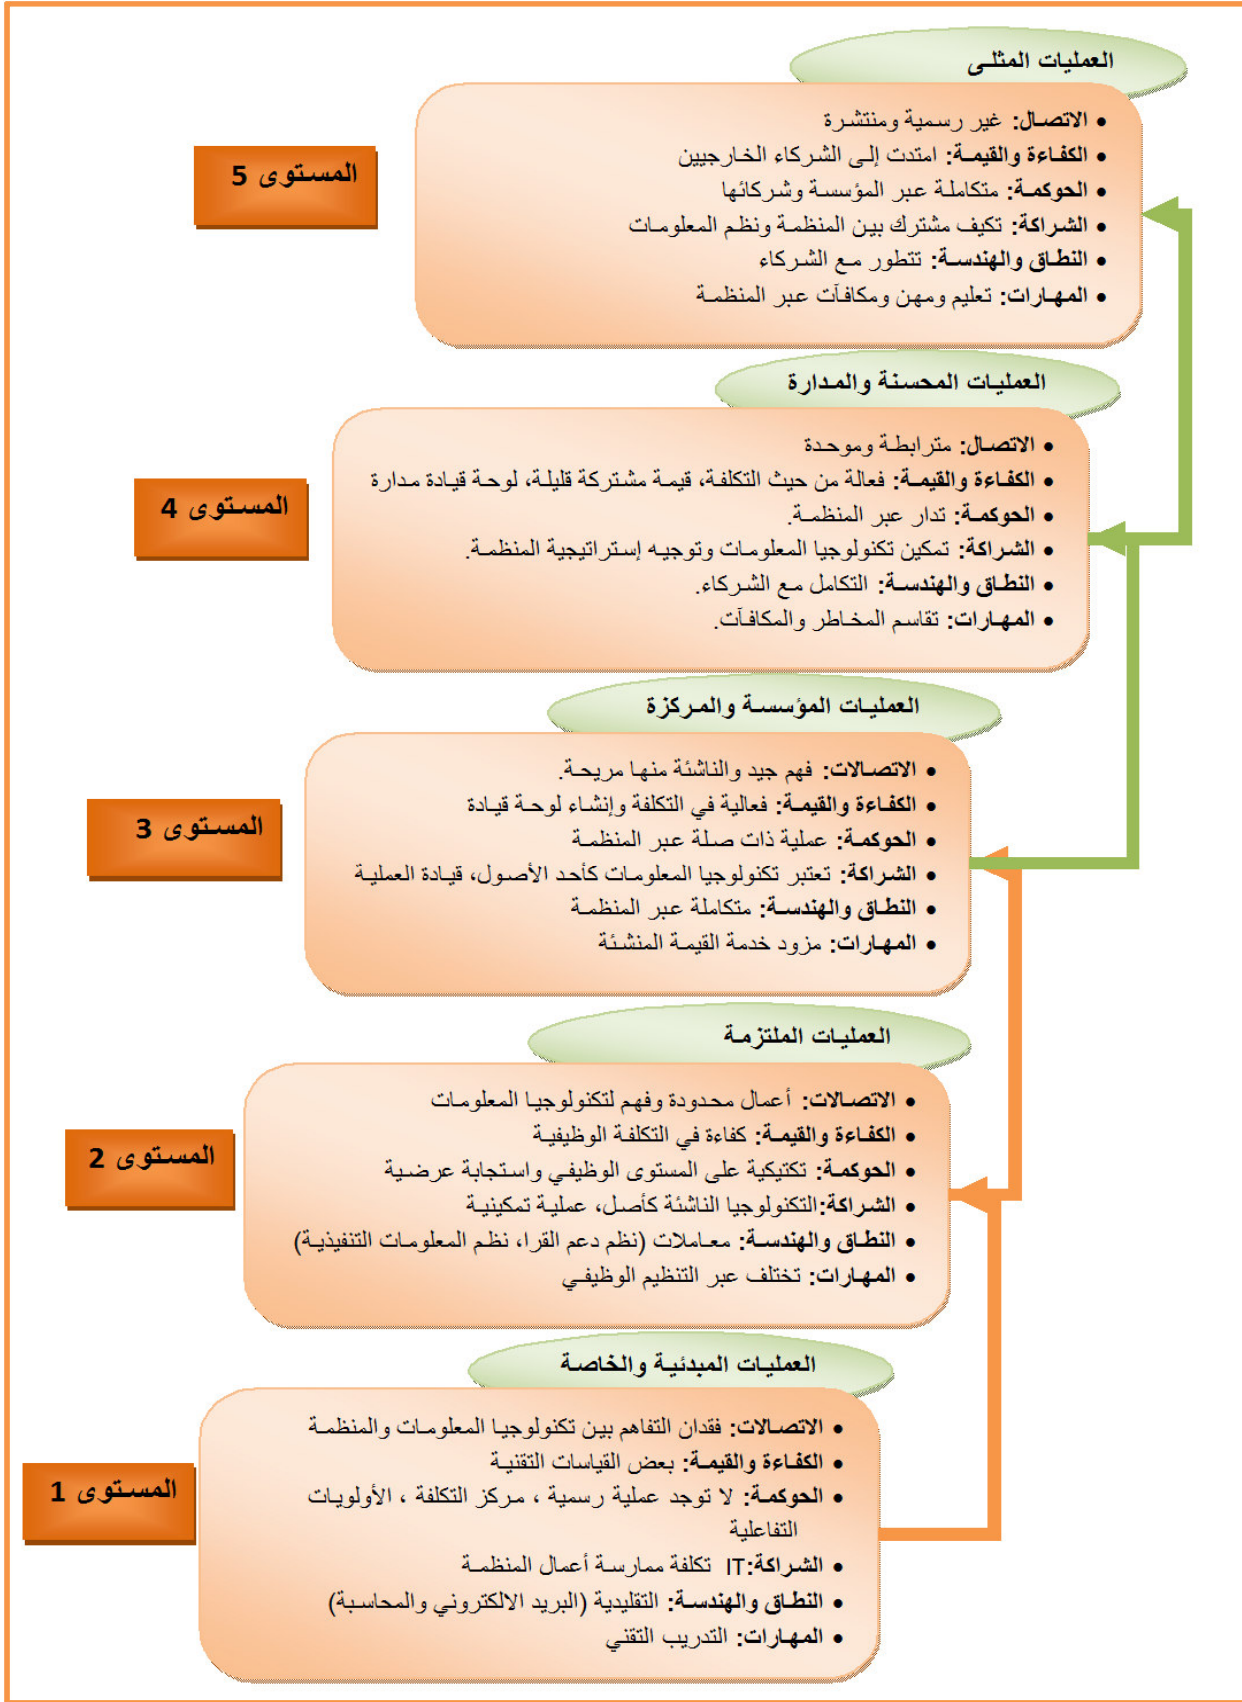 العمليات المثلى
• الاتصال: غير رسمية ومنتشرة
• الكفاءة والقيمة: امتدت إلى الشركاء الخارجيين
المستوى 5
• الحوكمة: متكاملة عبر المؤسسة وشركائها
• الشراكة: تكيف مشترك بين المنظمة ونظم المعلومات
• النطاق والهندسة: تتطور مع الشركاء
• المهارات: تعليم ومهن ومكافآت عبر المنظمة
العمليات المحسنة والمدارة
• الاتصال: مترابطة وموحدة
• الكفاءة والقيمة: فعالة من حيث التكلفة، قيمة مشتركة قليلة، لوحة قيادة مدارة
المستوى 4
• الحوكمة: تدار عبر المنظمة.
• الشراكة: تمكين تكنولوجيا المعلومات وتوجيه إستراتيجية المنظمة.
• النطاق والهندسة: التكامل مع الشركاء.
• المهارات: تقاسم المخاطر والمكافآت.
العمليات المؤسسة والمركزة
• الاتصالات: فهم جيد والناشئة منها مريحة.
• الكفاءة والقيمة: فعالية في التكلفة وإنشاء لوحة قيادة
المستوى 3
• الحوكمة: عملية ذات صلة عبر المنظمة
• الشراكة: تعتبر تكنولوجيا المعلومات كأحد الأصول، قيادة العملية
• النطاق والهندسة: متكاملة عبر المنظمة
• المهارات: مزود خدمة القيمة المنشئة
العمليات الملتزمة
• الاتصالات: أعمال محدودة وفهم لتكنولوجيا المعلومات
• الكفاءة والقيمة: كفاءة في التكلفة الوظيفية
المستوى 2
• الحوكمة: تكتيكية على المستوى الوظيفي واستجابة عرضية
• الشراكة:التكنولوجيا الناشئة كأصل، عملية تمكينية
• النطاق والهندسة: معاملات (نظم دعم القرا، نظم المعلومات التنفيذية)
• المهارات: تختلف عبر التنظيم الوظيفي
العمليات المبدئية والخاصة
• الاتصالات: فقدان التفاهم بين تكنولوجيا المعلومات والمنظمة
• الكفاءة والقيمة: بعض القياسات التقنية
المستوى 1
• الحوكمة: لا توجد عملية رسمية ، مركز التكلفة ، الأولويات
التفاعلية
• الشراكة:IT تكلفة ممارسة أعمال المنظمة
• النطاق والهندسة: التقليدية (البريد الالكتروني والمحاسبة)
• المهارات: التدريب التقني